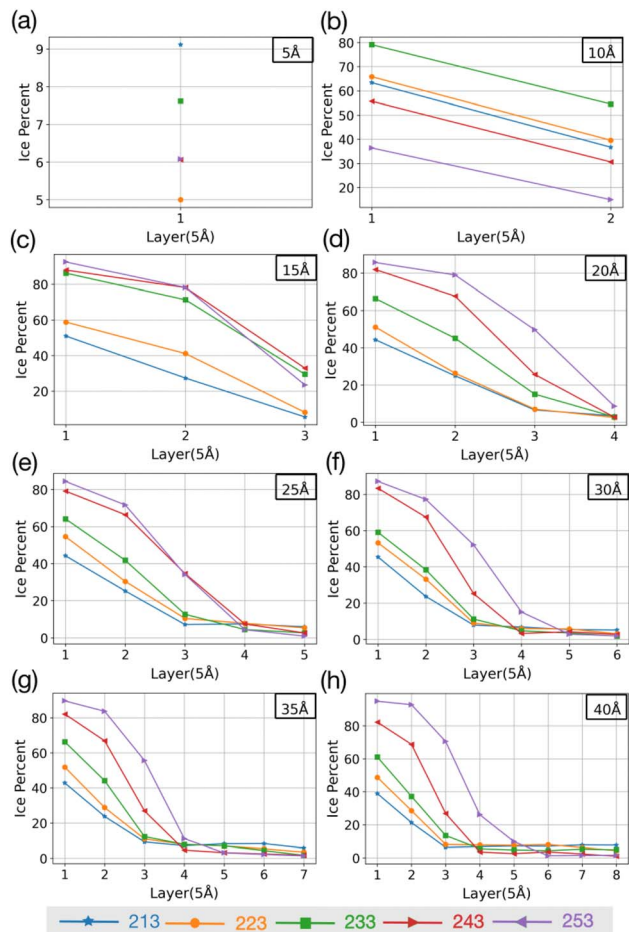 (a)
5Å
Ice Percent
9
8
7
6
5
1
Layer(5Å)
(b)
10Å
Ice Percent
80
70
60
50
40
30
20
1
2
Layer(5Å)
(c)
15Å
Ice Percent
80
60
40
20
1
2
3
Layer(5Å)
(d)
20Å
Ice Percent
80
60
40
20
0
1
2
3
4
Layer(5Å)
(e)
25Å
Ice Percent
80
60
40
20
0
1
2
3
4
5
Layer(5Å)
(f)
30Å
Ice Percent
80
60
40
20
0
1
2
3
4
5
6
Layer(5Å)
(g)
35Å
Ice Percent
80
60
40
20
0
1
2
3
4
5
6
7
Layer(5Å)
(h)
40Å
Ice Percent
80
60
40
20
0
1
2
3
4
5
6
7
8
Layer(5Å)
213 223 233 243 253